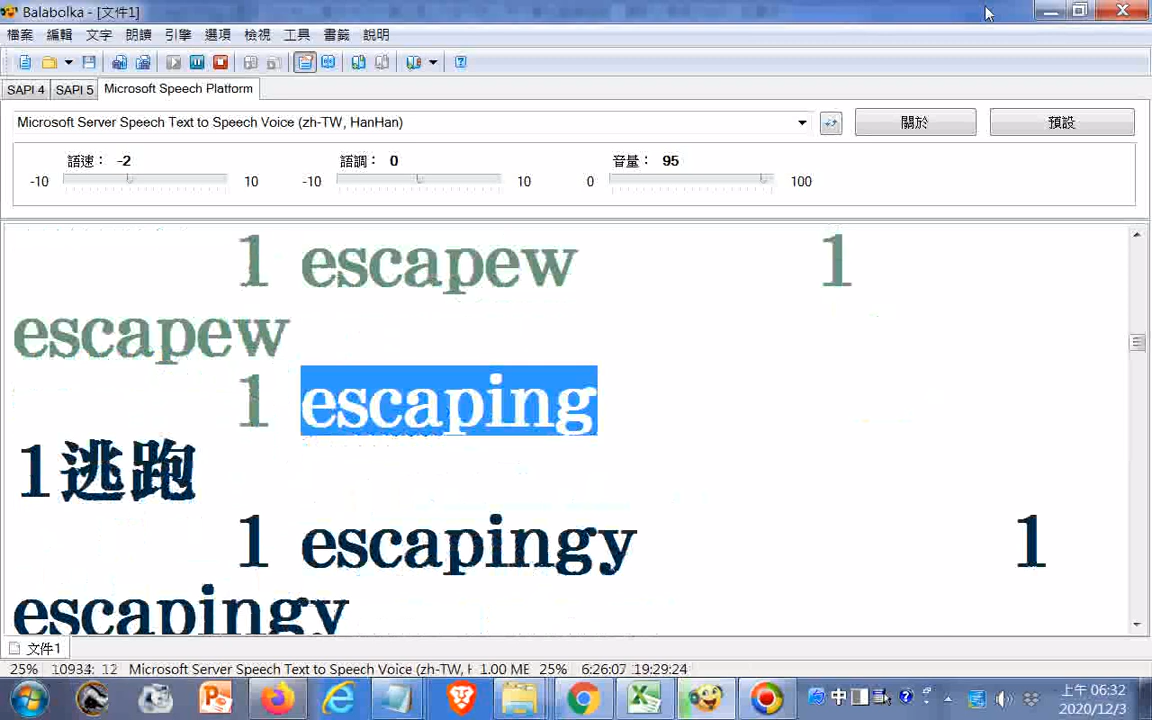 Balabolka - [文件1]
檔案 編輯 文字 朗讀 引擎 選項 檢視 工具 書籤 說明
SAPI 4 SAPI 5 Microsoft Speech Platform
Microsoft Server Speech Text to Speech Voice (zh-TW, HanHan) 關於 預設
語速： -2 語調： 0 音量： 95
-10 10 -10 10 0 100
1 escapew 1
escapew
1 escaping
1逃跑
1 escapingy 1
escapingy
文件1
25% 10934: 12 Microsoft Server Speech Text to Speech Voice (zh-TW, 1.00 ME 25% 6:26:07 19:29:24
中 上午 06:32
2020/12/3